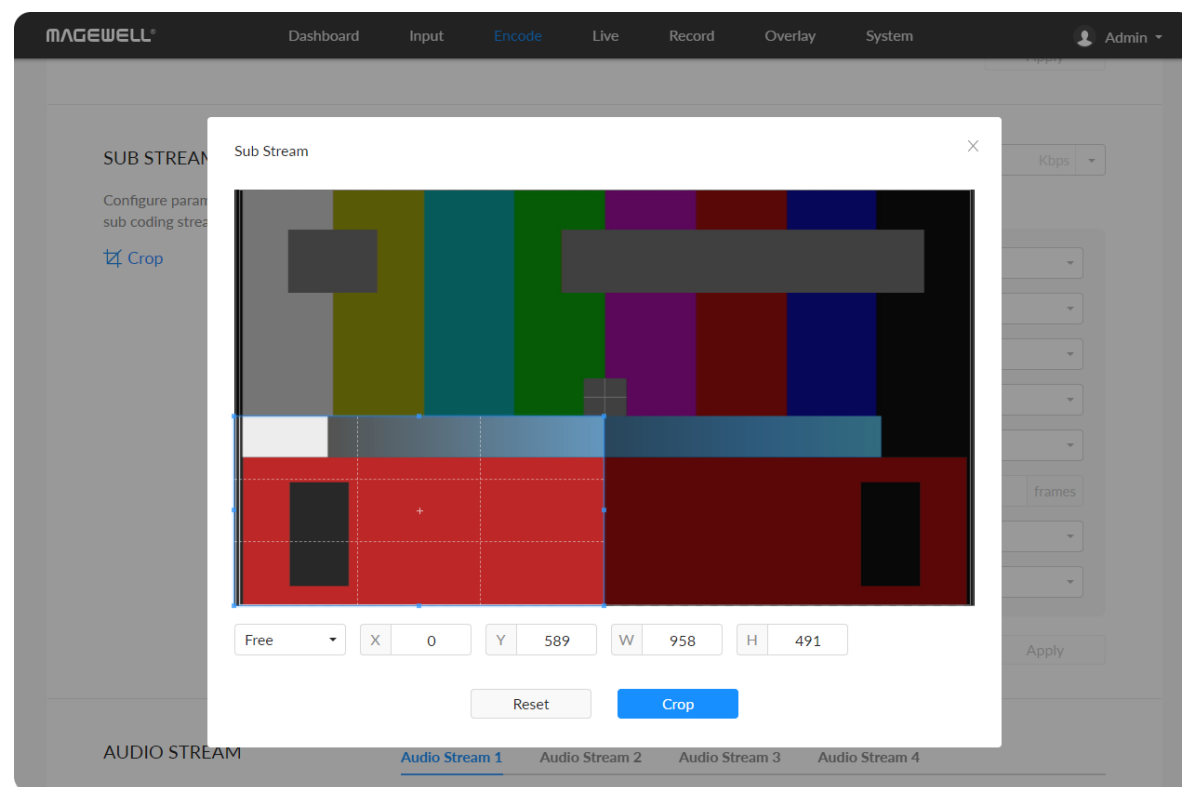 MAGEWELL®
Dashboard Input Encode Live Record Overlay System Admin
SUB STREAM
Configure param
sub coding strea
Crop
Kbps
Sub Stream
frames
Free X 0 Y 589 W 958 H 491
Apply
Reset Crop
AUDIO STREAM
Audio Stream 1 Audio Stream 2 Audio Stream 3 Audio Stream 4